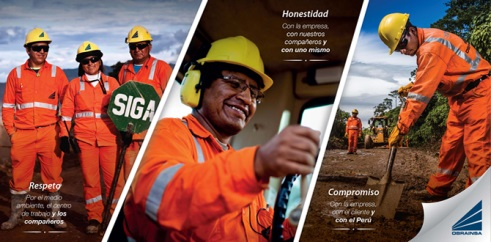 Respeto
Por el medio
ambiente, el centro
de trabajo y los
compañeros
SIGA
Honestidad
Con la empresa,
con nuestros
compañeros y
con uno mismo
Compromiso
Con la empresa,
con el cliente y
con el Perú
OBRAINSA
OBRAINSA